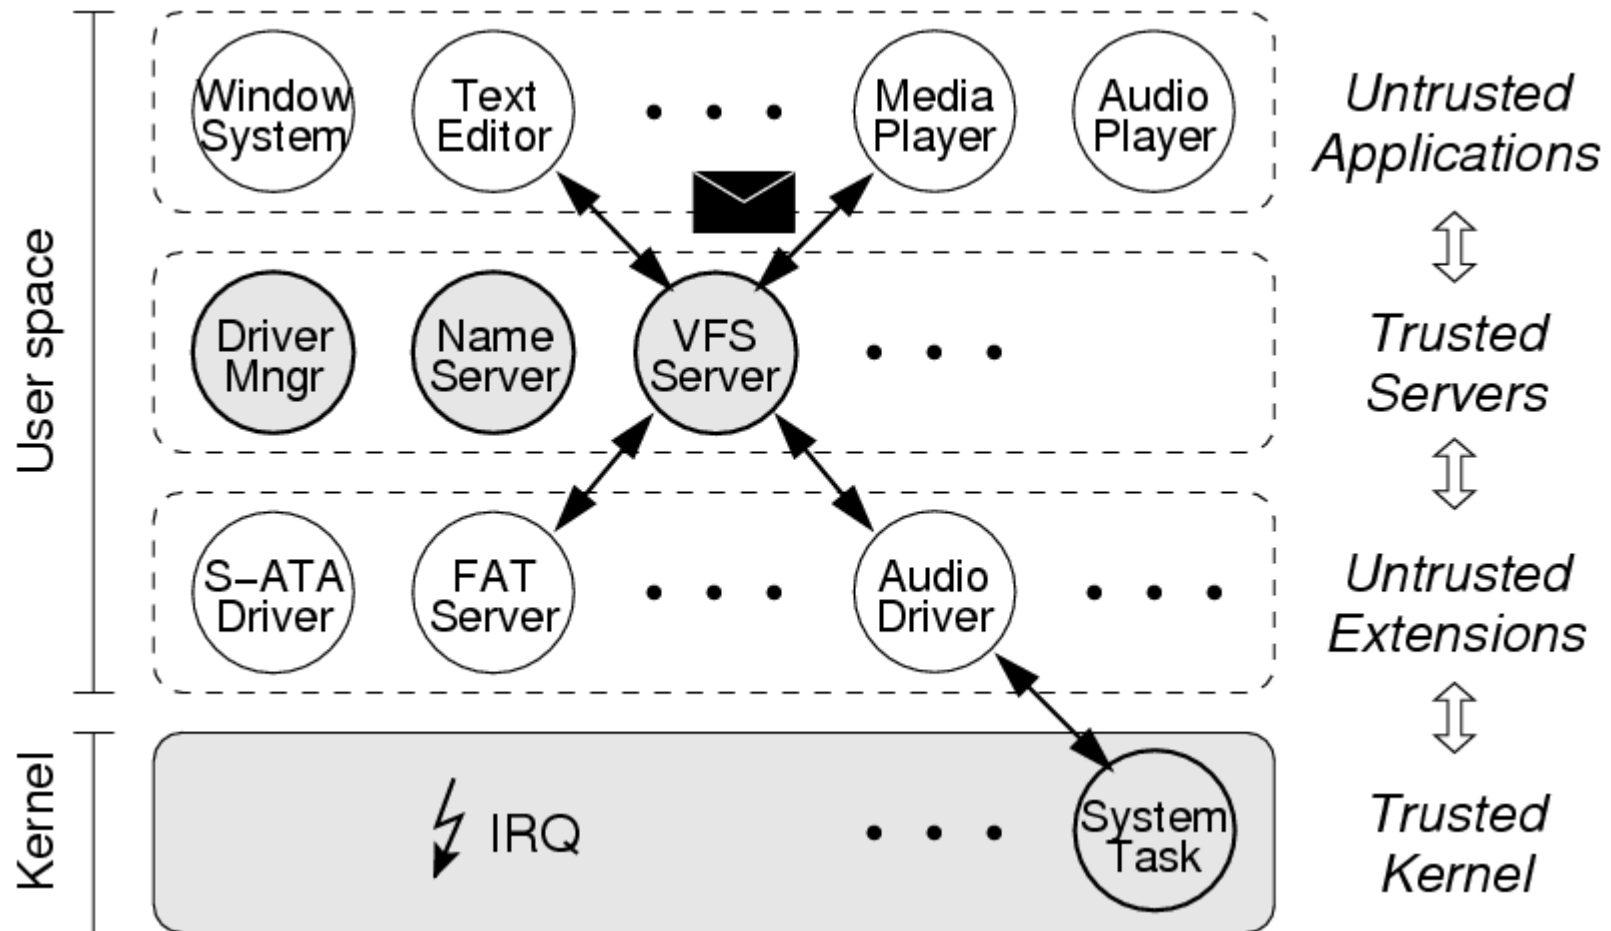 User space
Window
System
Text
Editor
Media
Player
Audio
Player
Untrusted
Applications
Driver
Mngr
Name
Server
VFS
Server
Trusted
Servers
S-ATA
Driver
FAT
Server
Audio
Driver
Untrusted
Extensions
Kernel
IRQ
System
Task
Trusted
Kernel